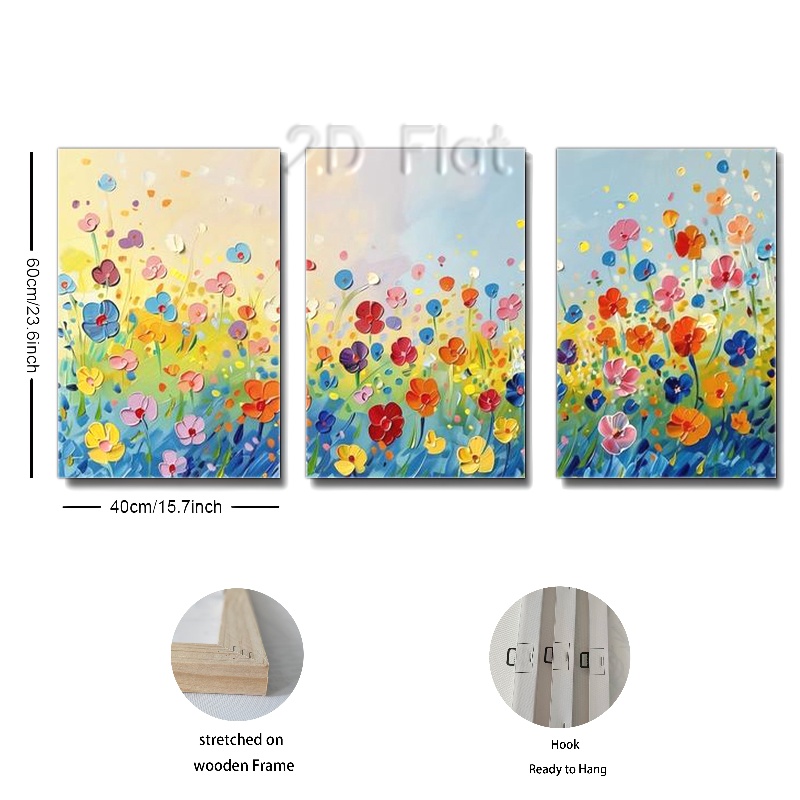 2D Flat
60cm/23.6inch
40cm/15.7inch
stretched on
wooden Frame
Hook
Ready to Hang